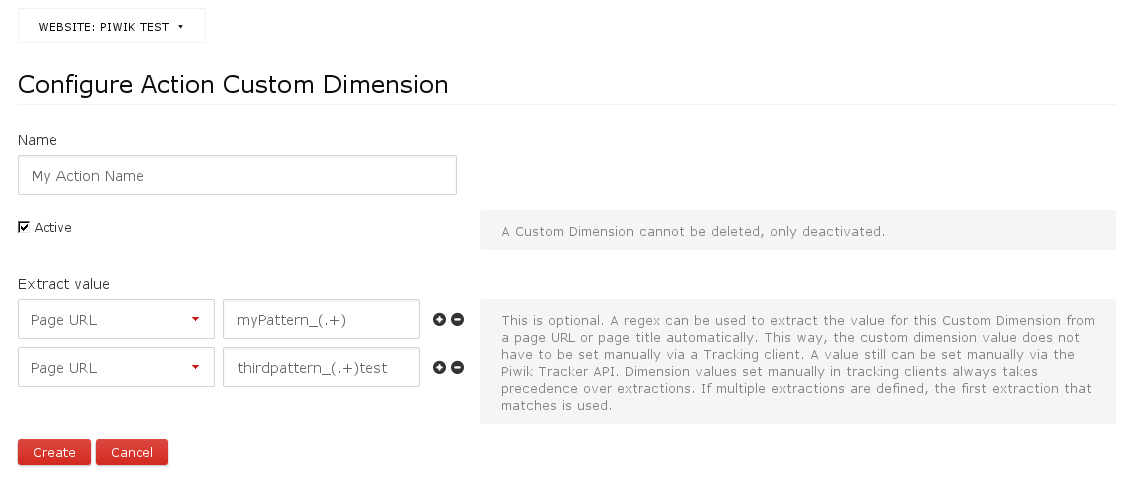 WEBSITE: PIWIK TEST
Configure Action Custom Dimension
Name
My Action Name
Active
A Custom Dimension cannot be deleted, only deactivated.
Extract value
Page URL myPattern_(.+)
Page URL thirdpattern_(.+)test
This is optional. A regex can be used to extract the value for this Custom Dimension from
a page URL or page title automatically. This way, the custom dimension value does not
have to be set manually via a Tracking client. A value still can be set manually via the
Piwik Tracker API. Dimension values set manually in tracking clients always takes
precedence over extractions. If multiple extractions are defined, the first extraction that
matches is used.
Create Cancel